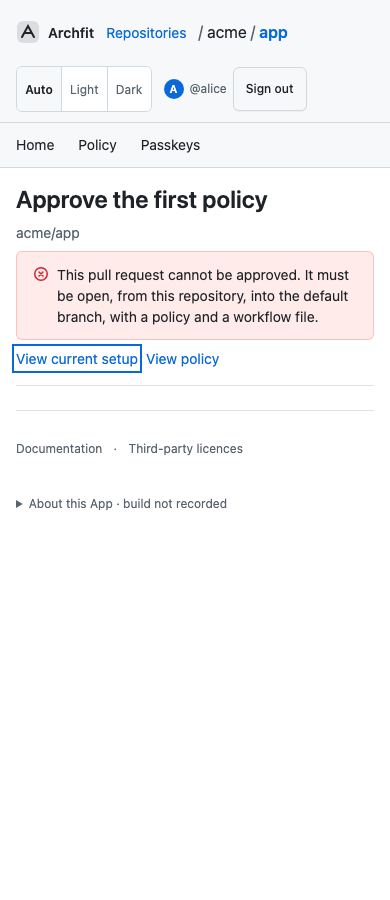 Archfit Repositories / acme / app
Auto Light Dark A @alice Sign out
Home Policy Passkeys
Approve the first policy
acme/app
This pull request cannot be approved. It must
be open, from this repository, into the default
branch, with a policy and a workflow file.
View current setup View policy
Documentation · Third-party licences
About this App · build not recorded